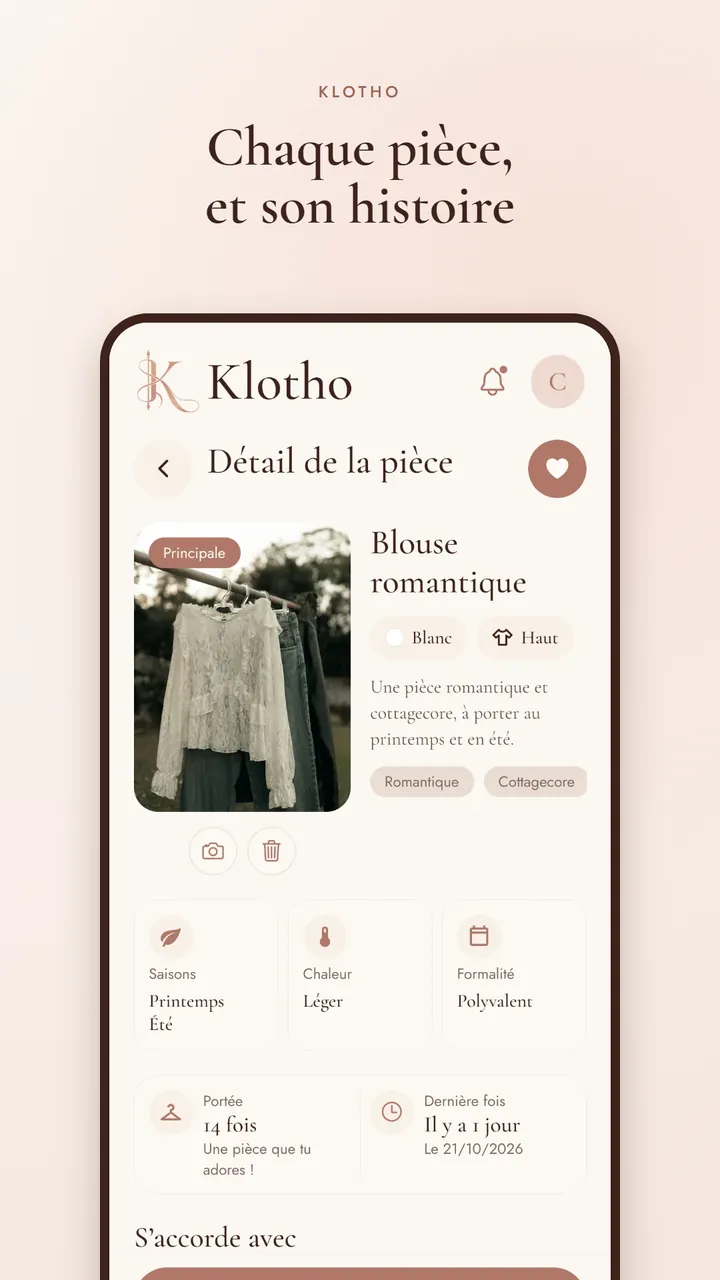 KLOTHO
Chaque pièce,
et son histoire
K Klotho
C
Détail de la pièce
Principale
Blouse
romantique
Blanc
Haut
Une pièce romantique et
cottagecore, à porter au
printemps et en été.
Romantique
Cottagecore
Saisons
Printemps
Été
Chaleur
Léger
Formalité
Polyvalent
Portée
14 fois
Une pièce que tu
adores !
Dernière fois
Il y a 1 jour
Le 21/10/2026
S’accorde avec